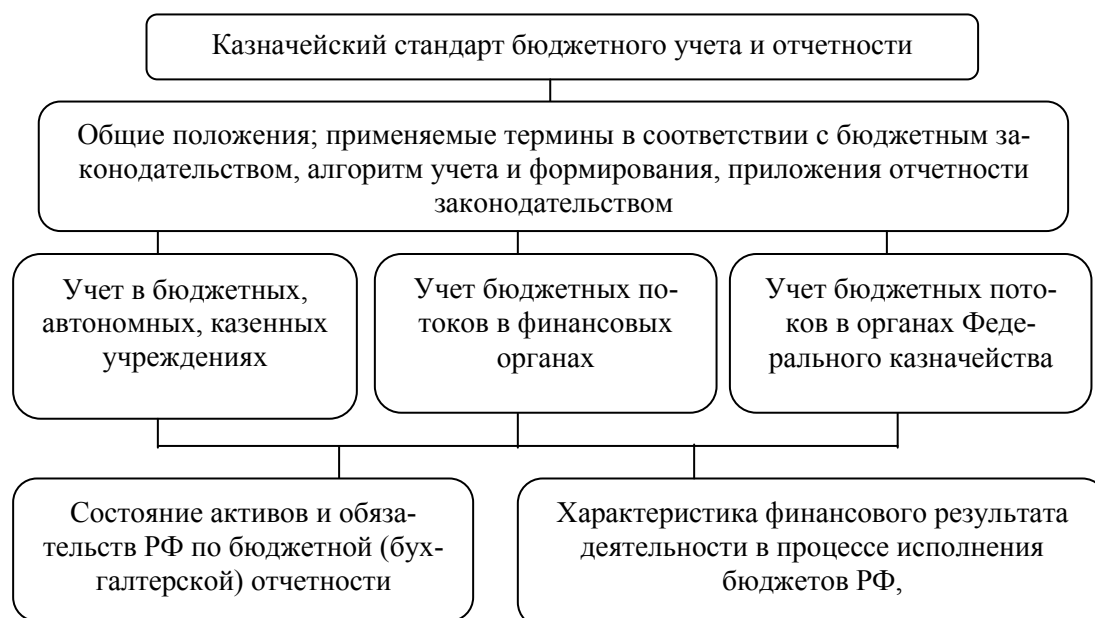 Казначейский стандарт бюджетного учета и отчетности
Общие положения; применяемые термины в соответствии с бюджетным за-
конодательством, алгоритм учета и формирования, приложения отчетности
законодательством
Учет в бюджетных,
автономных, казенных
учреждениях
Учет бюджетных по-
токов в финансовых
органах
Учет бюджетных пото-
ков в органах Феде-
рального казначейства
Состояние активов и обяза-
тельств РФ по бюджетной (бух-
галтерской) отчетности
Характеристика финансового результата
деятельности в процессе исполнения
бюджетов РФ,